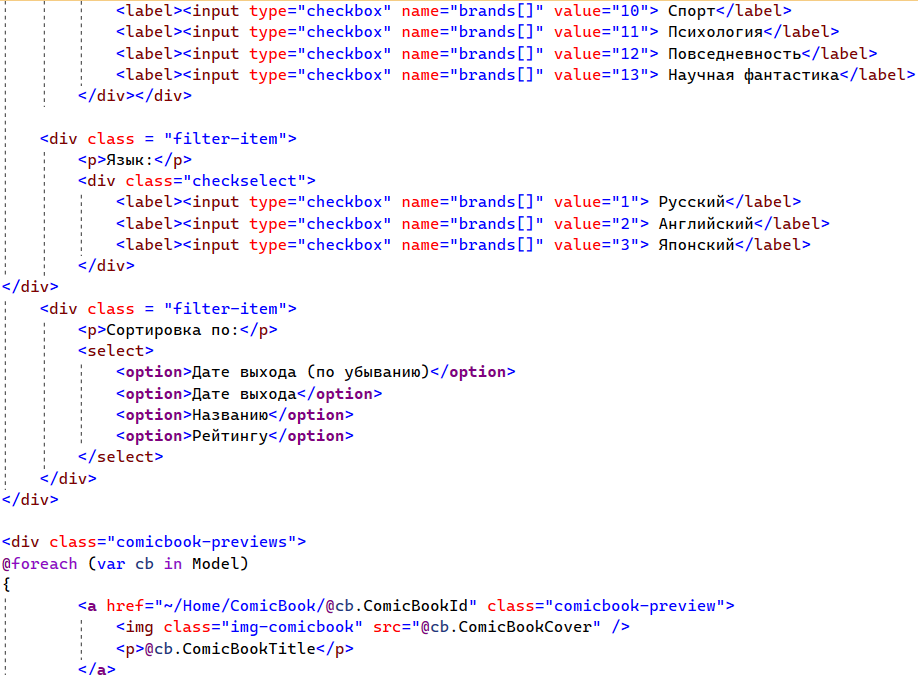 <label><input type="checkbox" name="brands[]" value="10"> Спорт</label>
<label><input type="checkbox" name="brands[]" value="11"> Психология</label>
<label><input type="checkbox" name="brands[]" value="12"> Повседневность</label>
<label><input type="checkbox" name="brands[]" value="13"> Научная фантастика</label>
</div></div>
<div class = "filter-item">
<p>Язык:</p>
<div class="checkselect">
<label><input type="checkbox" name="brands[]" value="1"> Русский</label>
<label><input type="checkbox" name="brands[]" value="2"> Английский</label>
<label><input type="checkbox" name="brands[]" value="3"> Японский</label>
</div>
</div>
<div class = "filter-item">
<p>Сортировка по:</p>
<select>
<option>Дате выхода (по убыванию)</option>
<option>Дате выхода</option>
<option>Названию</option>
<option>Рейтингу</option>
</select>
</div>
</div>
<div class="comicbook-previews">
@foreach (var cb in Model)
{
<a href="~/Home/ComicBook/@cb.ComicBookId" class="comicbook-preview">
<img class="img-comicbook" src="@cb.ComicBookCover" />
<p>@cb.ComicBookTitle</p>
</a>